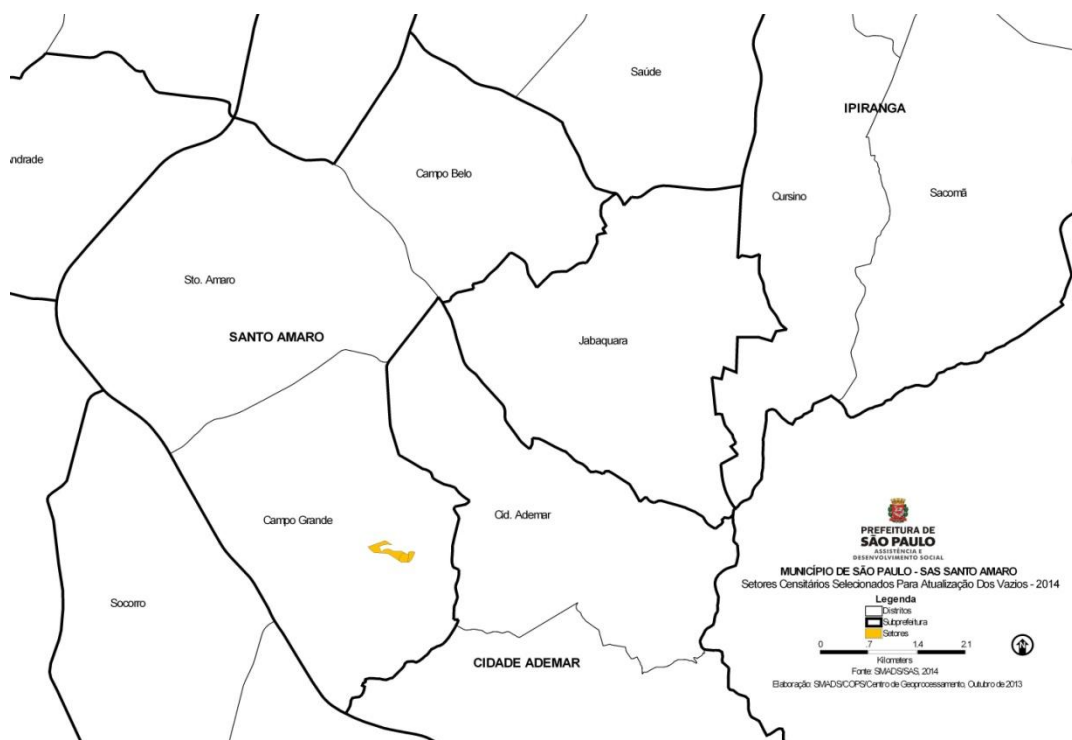 Saúde
IPIRANGA
ndrade
Campo Belo
Cursino
Sacomã
Sto. Amaro
SANTO AMARO
Jabaquara
Campo Grande
Cid. Ademar
Socorro
CIDADE ADEMAR
PREFEITURA DE
SÃO PAULO
ASSISTÊNCIA E
DESENVOLVIMENTO SOCIAL
MUNICÍPIO DE SÃO PAULO - SAS SANTO AMARO
Setores Censitários Selecionados Para Atualização Dos Vazios - 2014
Legenda
Distritos
Subprefeitura
Setores
0 .7 1.4 2.1
Kilometers
Fonte: SMADS/SAS, 2014
Elaboração: SMADS/COPS/Centro de Geoprocessamento, Outubro de 2013